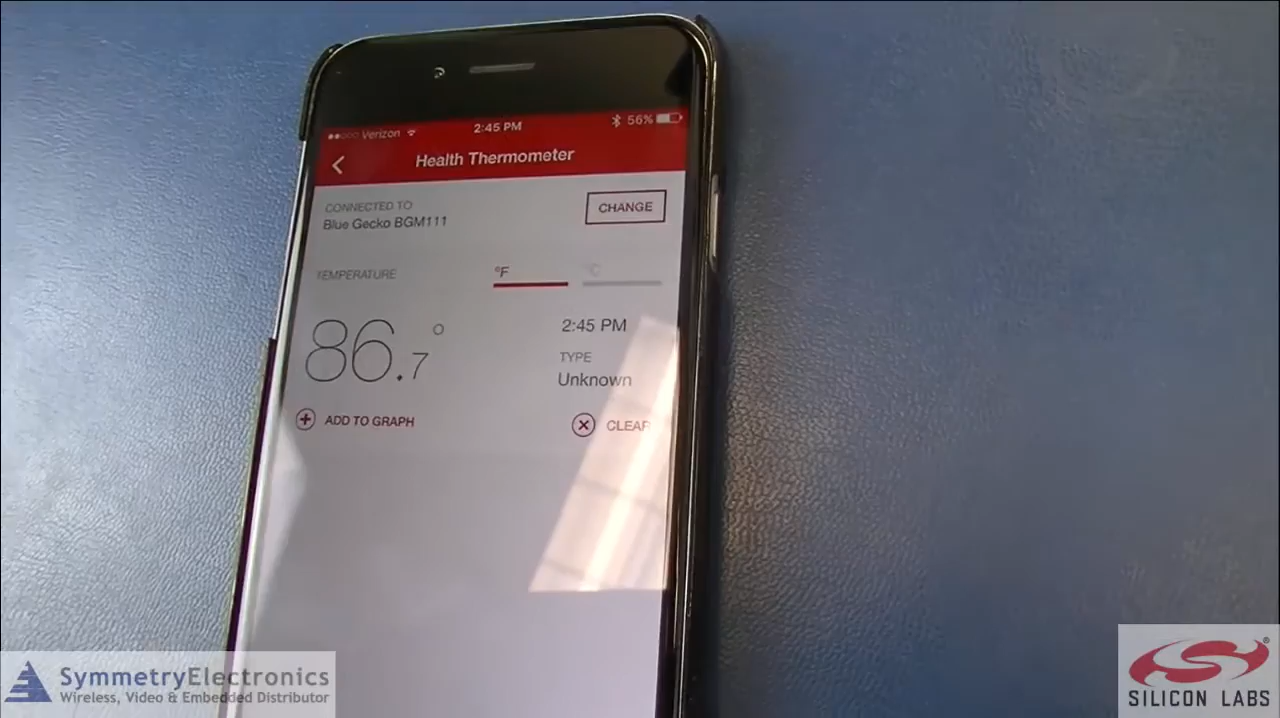 Verizon 2:45 PM 56%
Health Thermometer
CONNECTED TO
Blue Gecko BGM111
CHANGE
TEMPERATURE
°F
°C
86.7°
2:45 PM
TYPE
Unknown
ADD TO GRAPH
CLEAR
SymmetryElectronics
Wireless, Video & Embedded Distributor
SILICON LABS